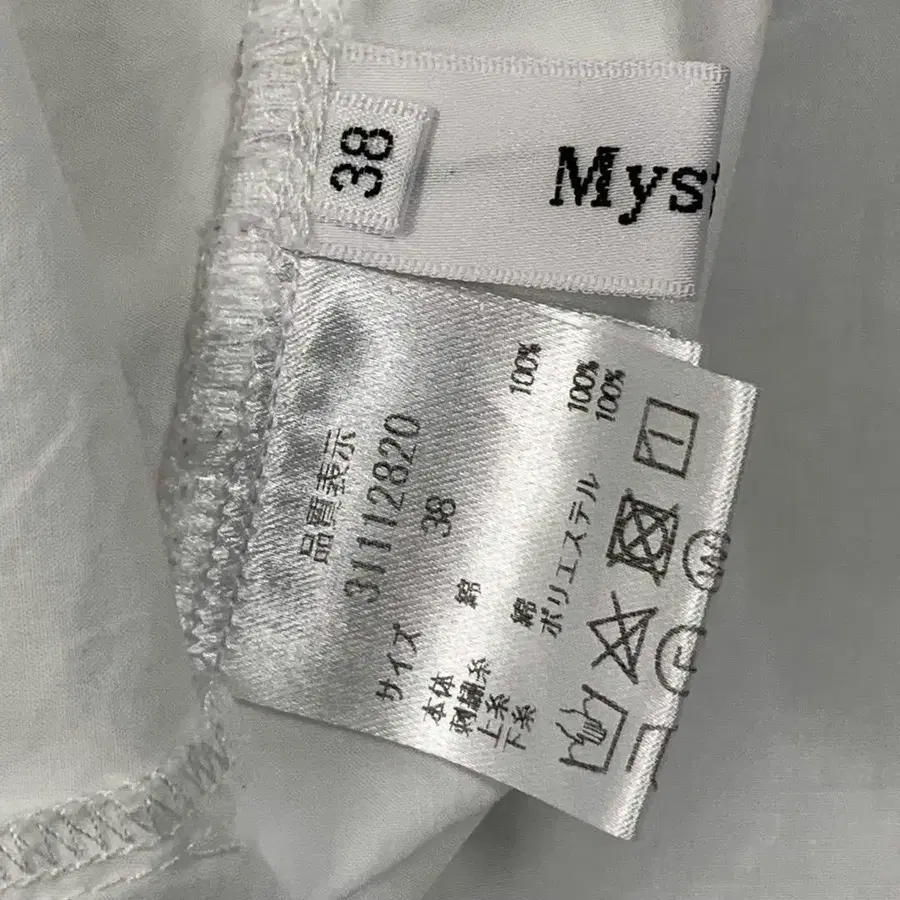 38
Mys
品質表示
31112820
サイズ 38
本体 綿 100%
刺繍糸
上糸 綿 100%
下糸 ポリエステル 100%
W